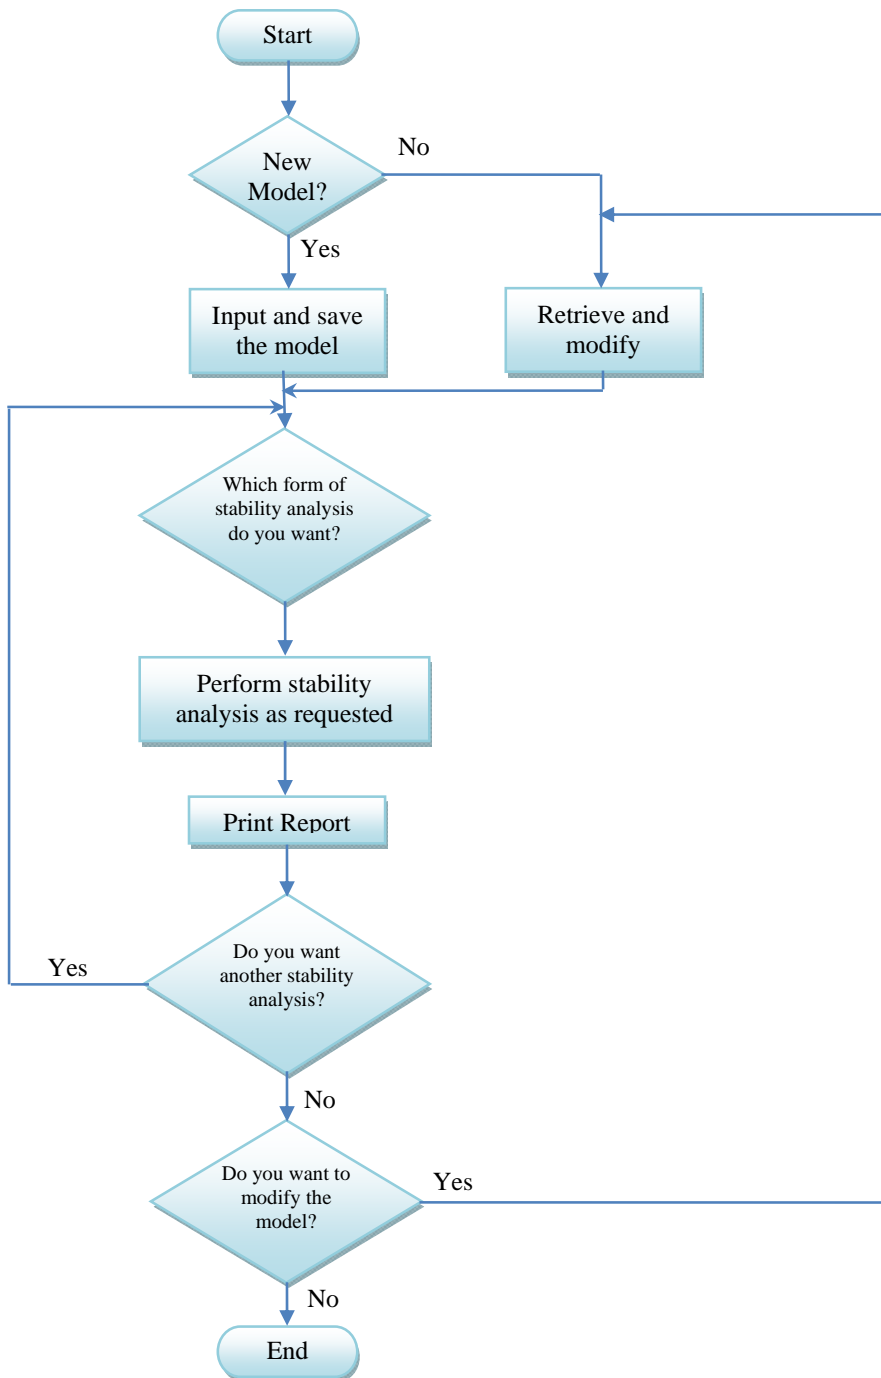 Start
New
Model?
No
Yes
Input and save
the model
Retrieve and
modify
Which form of
stability analysis
do you want?
Perform stability
analysis as requested
Print Report
Do you want
another stability
analysis?
Yes
No
Do you want to
modify the
model?
Yes
No
End